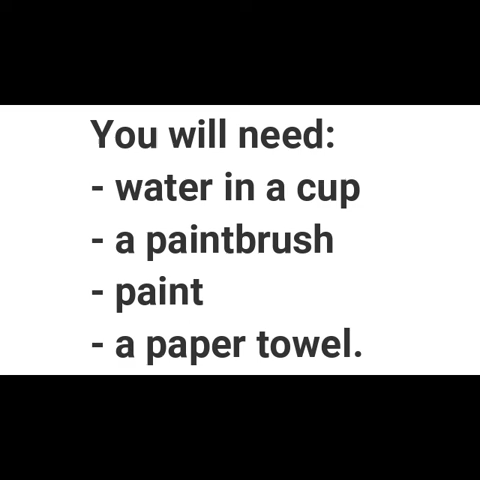 You will need:
- water in a cup
- a paintbrush
- paint
- a paper towel.